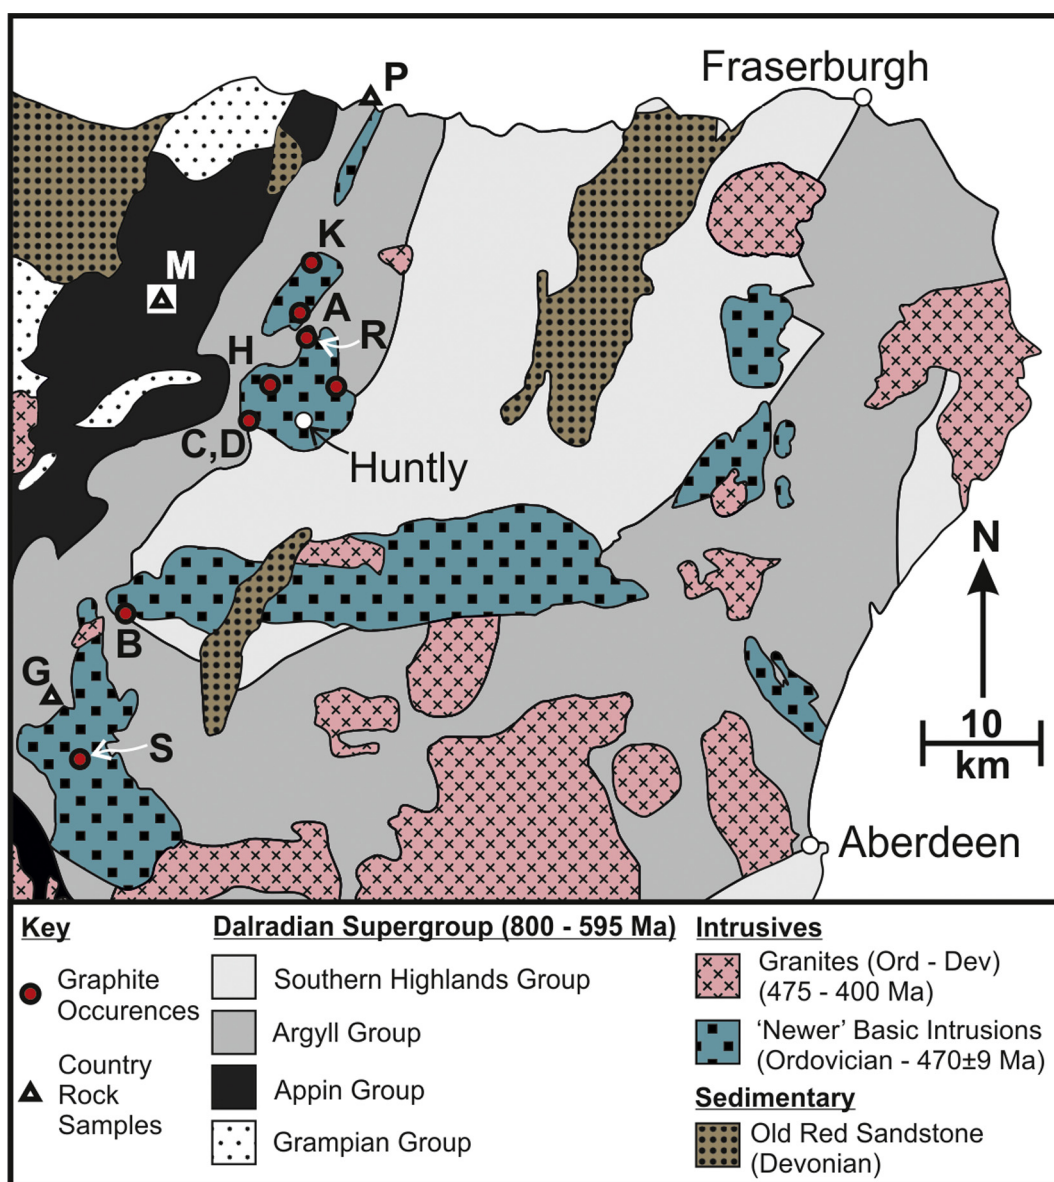 Fraserburgh
P
K
M
A
R
H
C,D
Huntly
N
B
G
S
10
km
Aberdeen
Key
Graphite
Occurences
Country
Rock
Samples
Dalradian Supergroup (800 - 595 Ma)
Southern Highlands Group
Argyll Group
Appin Group
Grampian Group
Intrusives
Granites (Ord - Dev)
(475 - 400 Ma)
‘Newer’ Basic Intrusions
(Ordovician - 470±9 Ma)
Sedimentary
Old Red Sandstone
(Devonian)